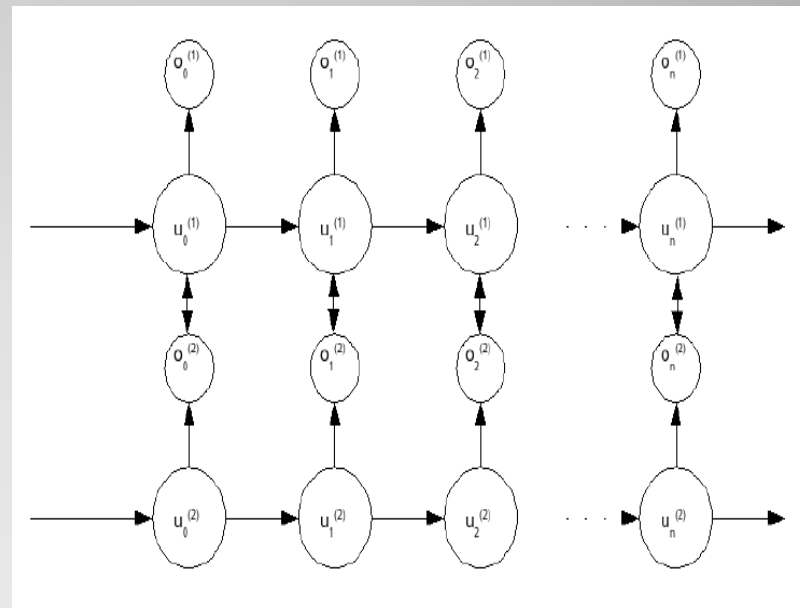 o₀⁽¹⁾ o₁⁽¹⁾ o₂⁽¹⁾ oₙ⁽¹⁾
u₀⁽¹⁾ u₁⁽¹⁾ u₂⁽¹⁾ . . . uₙ⁽¹⁾
o₀⁽²⁾ o₁⁽²⁾ o₂⁽²⁾ oₙ⁽²⁾
u₀⁽²⁾ u₁⁽²⁾ u₂⁽²⁾ . . . uₙ⁽²⁾